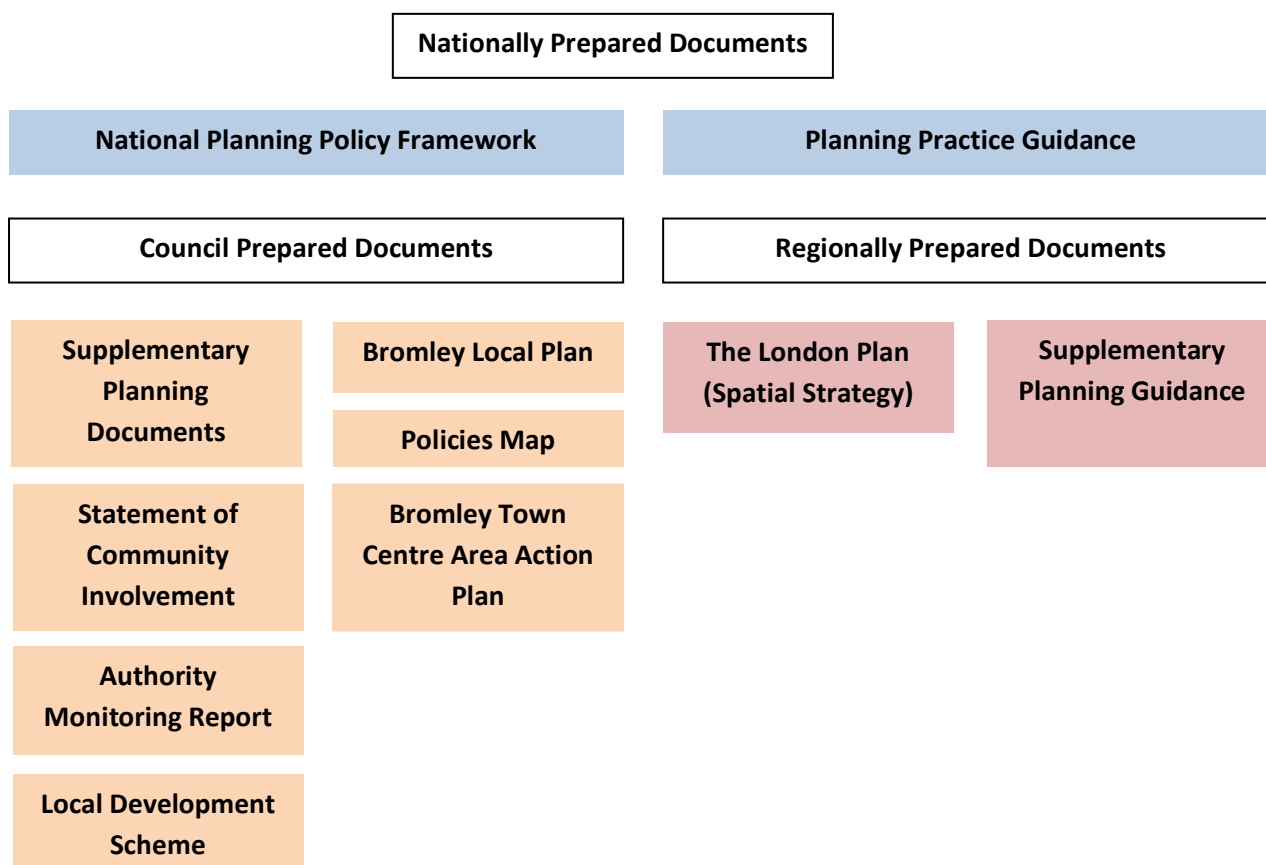 Nationally Prepared Documents
National Planning Policy Framework
Planning Practice Guidance
Council Prepared Documents
Regionally Prepared Documents
Supplementary
Planning
Documents
Bromley Local Plan
Policies Map
The London Plan
(Spatial Strategy)
Supplementary
Planning Guidance
Statement of
Community
Involvement
Bromley Town
Centre Area Action
Plan
Authority
Monitoring Report
Local Development
Scheme